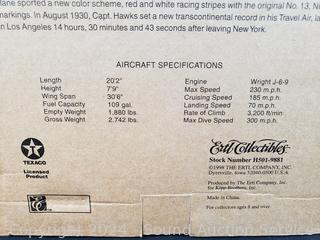 lane sported a new color scheme, red and white racing stripes with the original No. 13, N
markings. In August 1930, Capt. Hawks set a new transcontinental record in his Travel Air, la
n Los Angeles 14 hours, 30 minutes and 43 seconds after leaving New York.
AIRCRAFT SPECIFICATIONS
Length 20'2" Engine Wright J-6-9
Height 7'9" Max Speed 230 m.p.h.
Wing Span 30'6" Cruising Speed 185 m.p.h.
Fuel Capacity 109 gal. Landing Speed 70 m.p.h.
Empty Weight 1,880 lbs. Rate of Climb 3,200 ft/min
Gross Weight 2,742 lbs. Max Dive Speed 300 m.p.h.
T
TEXACO
Licensed
Product
Ertl Collectibles
Stock Number H501-9881
©1998 THE ERTL COMPANY, INC.
Dyersville, Iowa 52040-0500 U.S.A.
Produced by The Ertl Company, Inc.
for Kipp Brothers, Inc.
Made in China.
For collectors ages 8 and over.